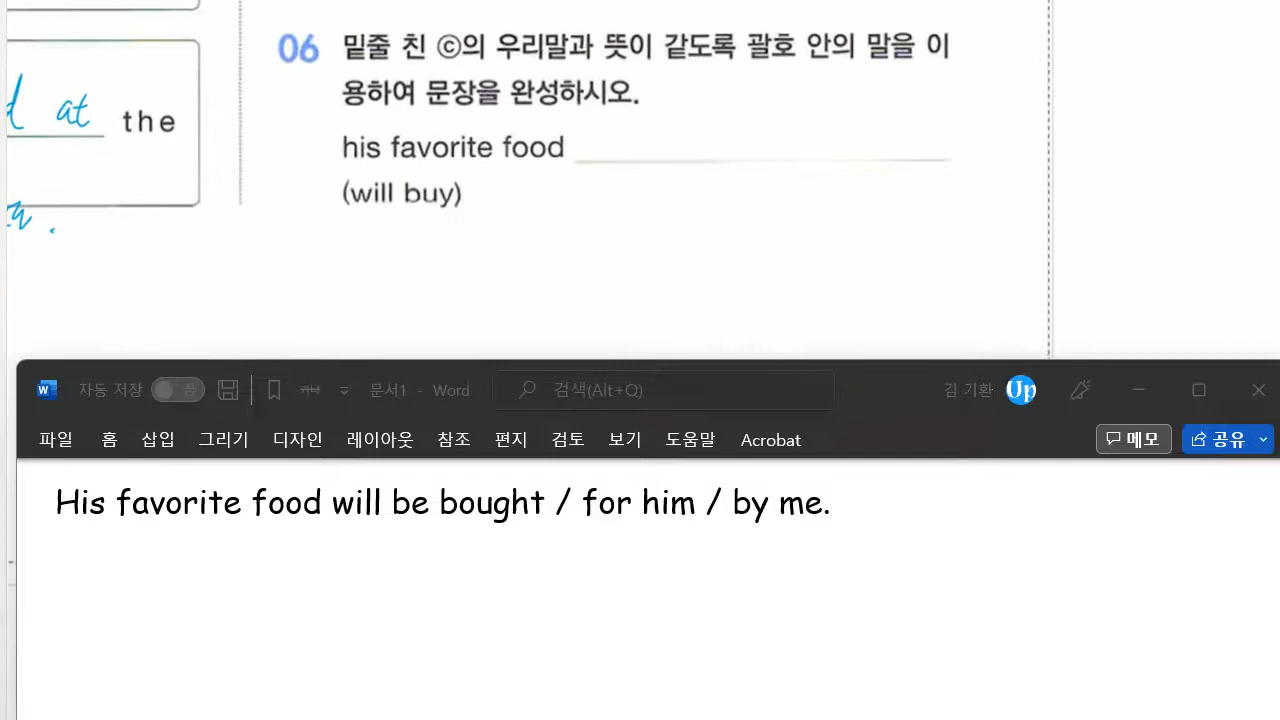 06 밑줄 친 ⓒ의 우리말과 뜻이 같도록 괄호 안의 말을 이
용하여 문장을 완성하시오.
at the
his favorite food
(will buy)
자동 저장 끔 문서1 - Word 검색(Alt+Q) 김 기환 Up
파일 홈 삽입 그리기 디자인 레이아웃 참조 편지 검토 보기 도움말 Acrobat 메모 공유
His favorite food will be bought / for him / by me.